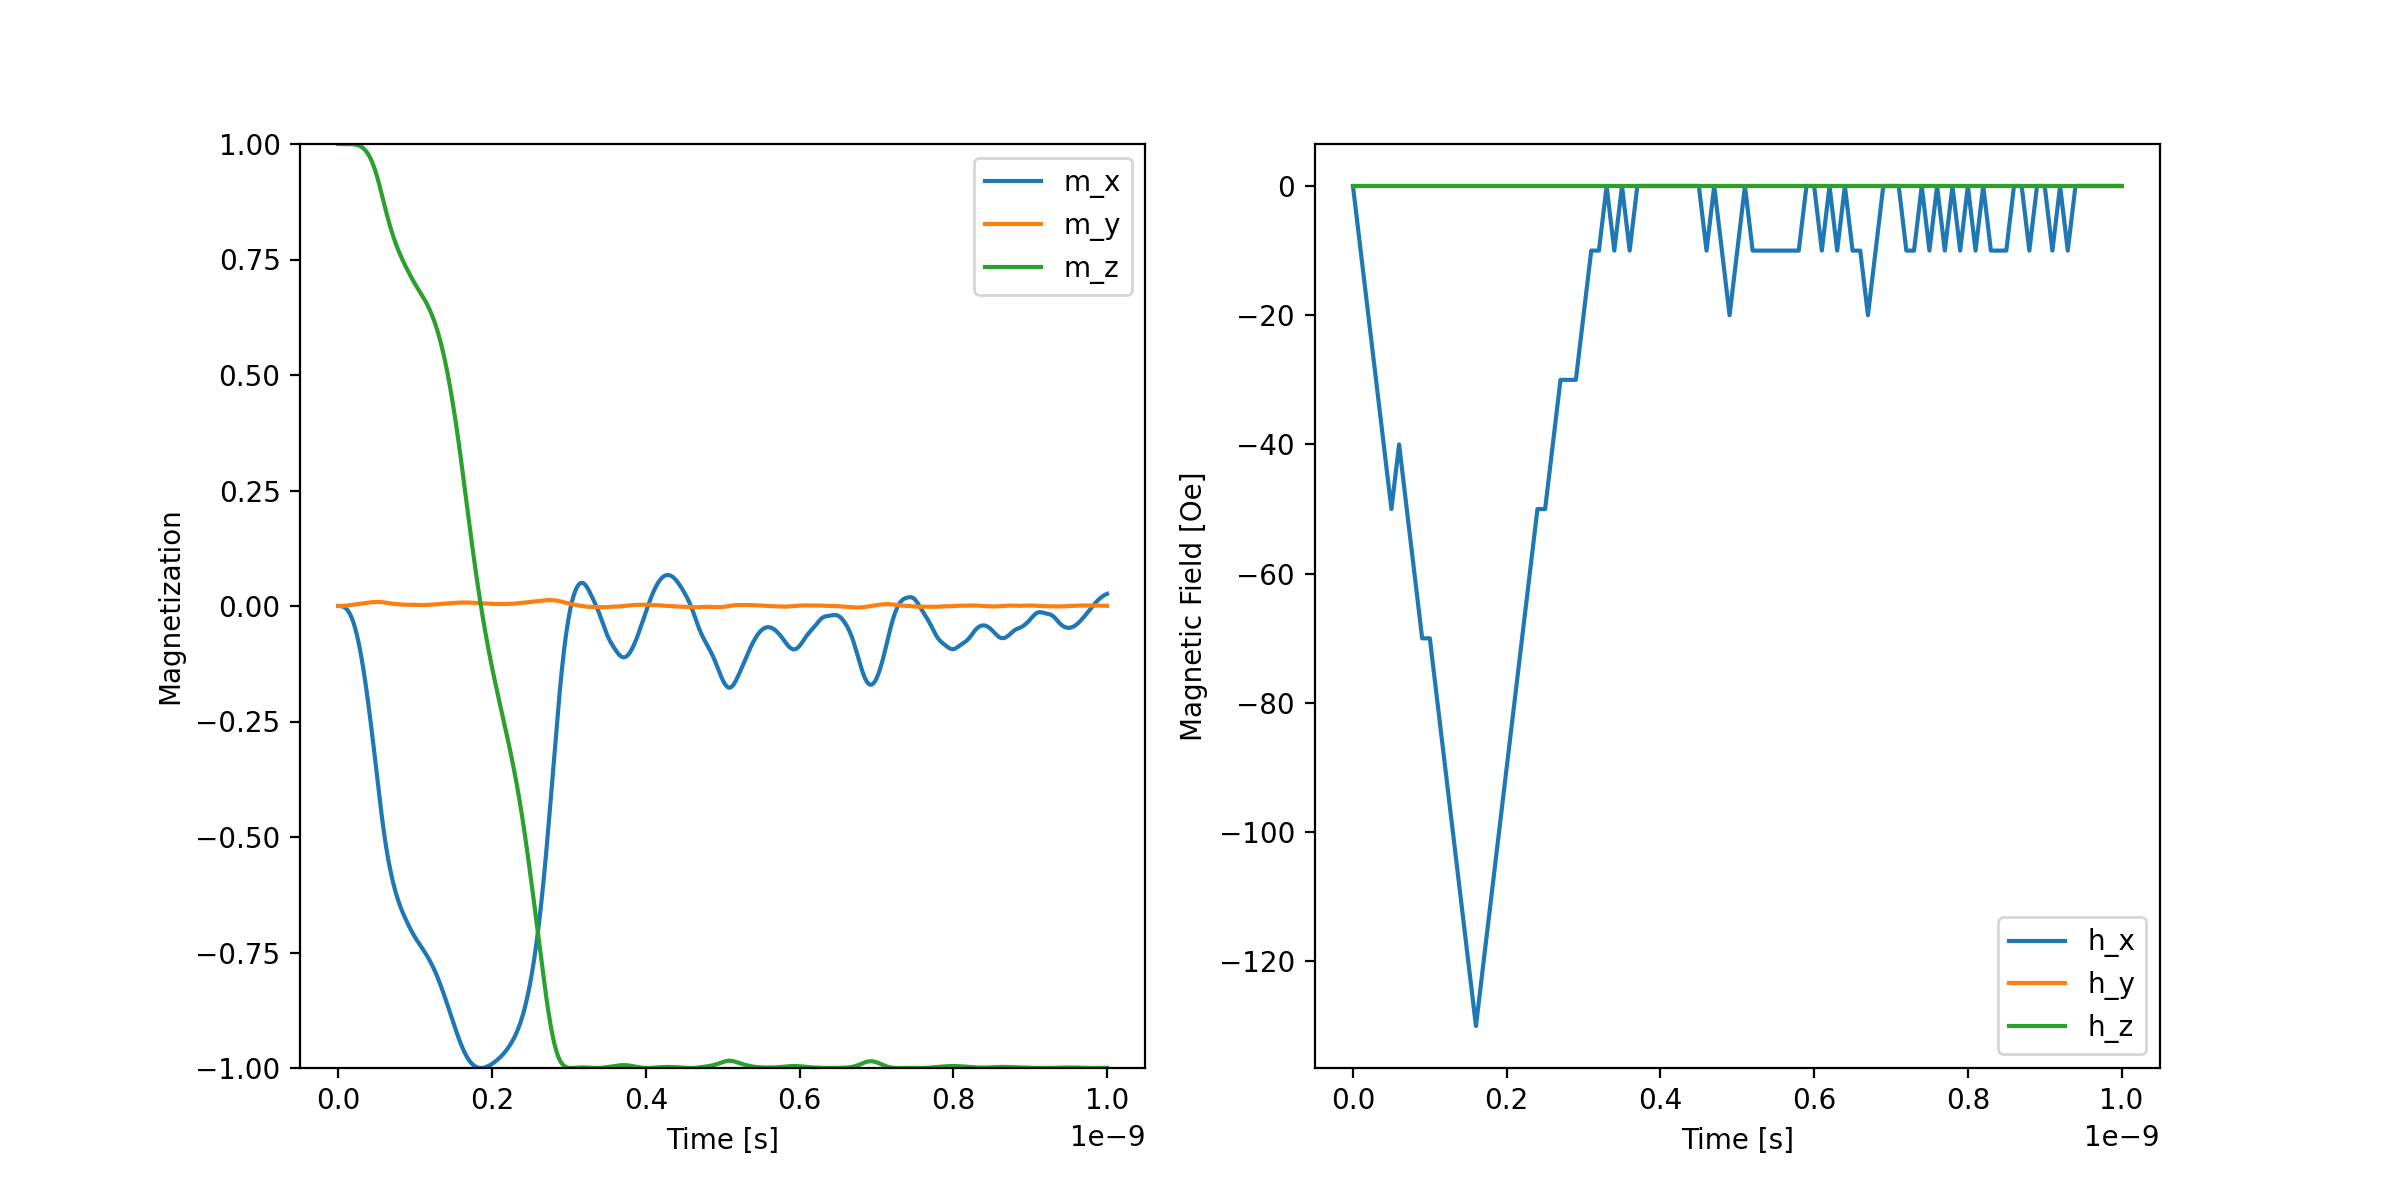 1.00
0.75
0.50
0.25
0.00
−0.25
−0.50
−0.75
−1.00
Magnetization
0.0 0.2 0.4 0.6 0.8 1.0
1e−9
Time [s]
m_x
m_y
m_z
0
−20
−40
−60
−80
−100
−120
Magnetic Field [Oe]
0.0 0.2 0.4 0.6 0.8 1.0
1e−9
Time [s]
h_x
h_y
h_z